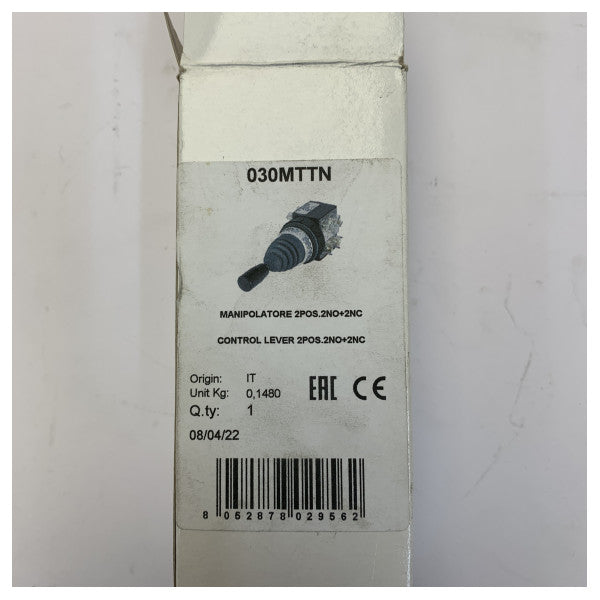 030MTTN
MANIPOLATORE 2POS.2NO+2NC
CONTROL LEVER 2POS.2NO+2NC
Origin: IT
Unit Kg: 0,1480
Q.ty: 1
EAC CE
08/04/22
8 052878 029562